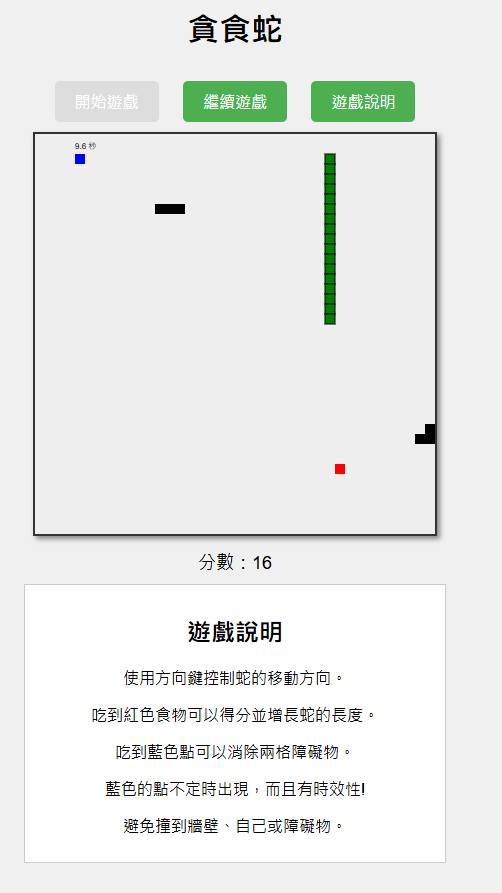 貪食蛇
開始遊戲 繼續遊戲 遊戲說明
9.6 秒
分數：16
遊戲說明
使用方向鍵控制蛇的移動方向。
吃到紅色食物可以得分並增長蛇的長度。
吃到藍色點可以消除兩格障礙物。
藍色的點不定時出現，而且有時效性!
避免撞到牆壁、自己或障礙物。